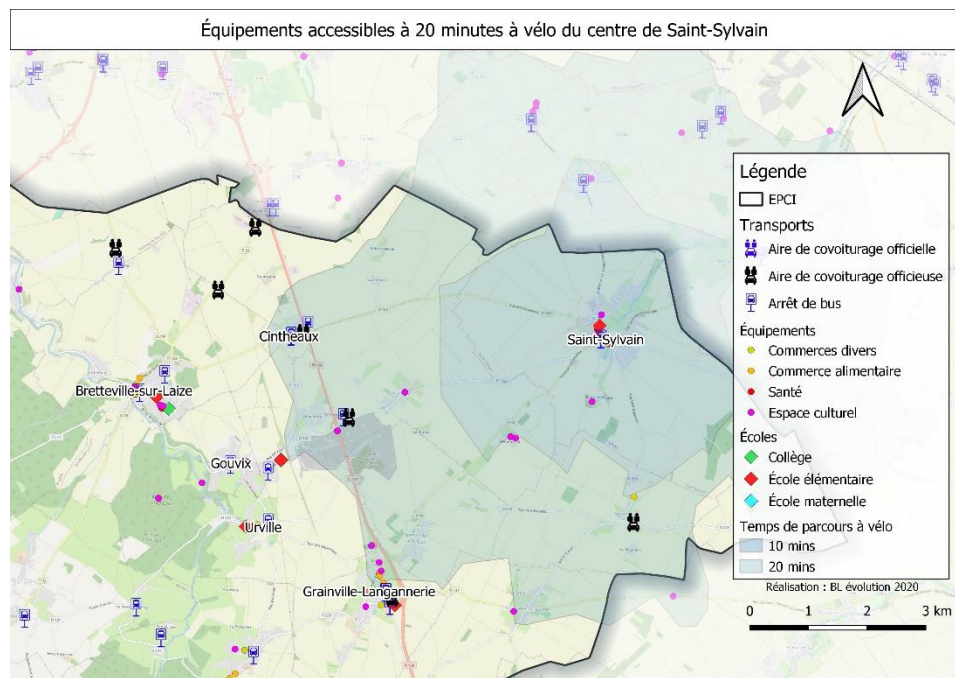 Équipements accessibles à 20 minutes à vélo du centre de Saint-Sylvain
Légende
EPCI
Transports
Aire de covoiturage officielle
Aire de covoiturage officieuse
Arrêt de bus
Équipements
Commerces divers
Commerce alimentaire
Santé
Espace culturel
Écoles
Collège
École élémentaire
École maternelle
Temps de parcours à vélo
10 mins
20 mins
Réalisation : BL évolution 2020
0 1 2 3 km
Cintheaux
Saint-Sylvain
Bretteville-sur-Laize
Gouvix
Urville
Grainville-Langannerie